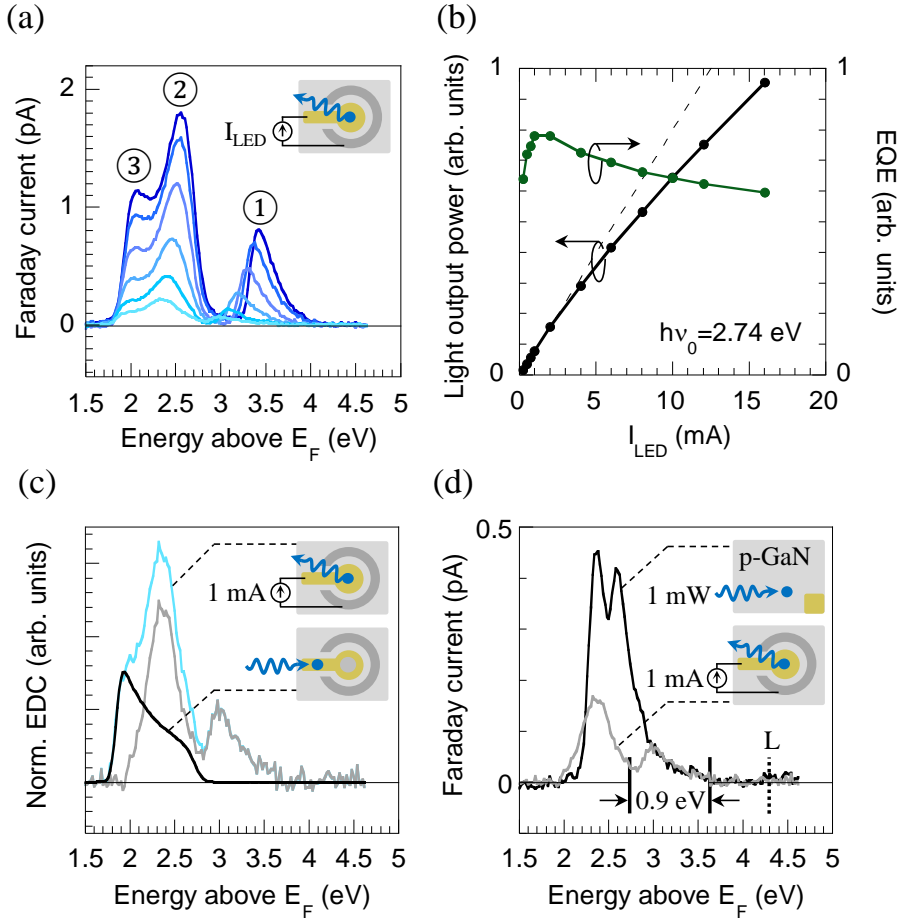 (a)
Faraday current (pA)
2
1
0
①
②
③
I_LED
1.5 2 2.5 3 3.5 4 4.5 5
Energy above E_F (eV)
(b)
Light output power (arb. units)
1
0
1
0
EQE (arb. units)
hν₀=2.74 eV
0 5 10 15 20
I_LED (mA)
(c)
Norm. EDC (arb. units)
1 mA
1.5 2 2.5 3 3.5 4 4.5 5
Energy above E_F (eV)
(d)
Faraday current (pA)
0.5
0
p-GaN
1 mW
1 mA
L
0.9 eV
1.5 2 2.5 3 3.5 4 4.5 5
Energy above E_F (eV)